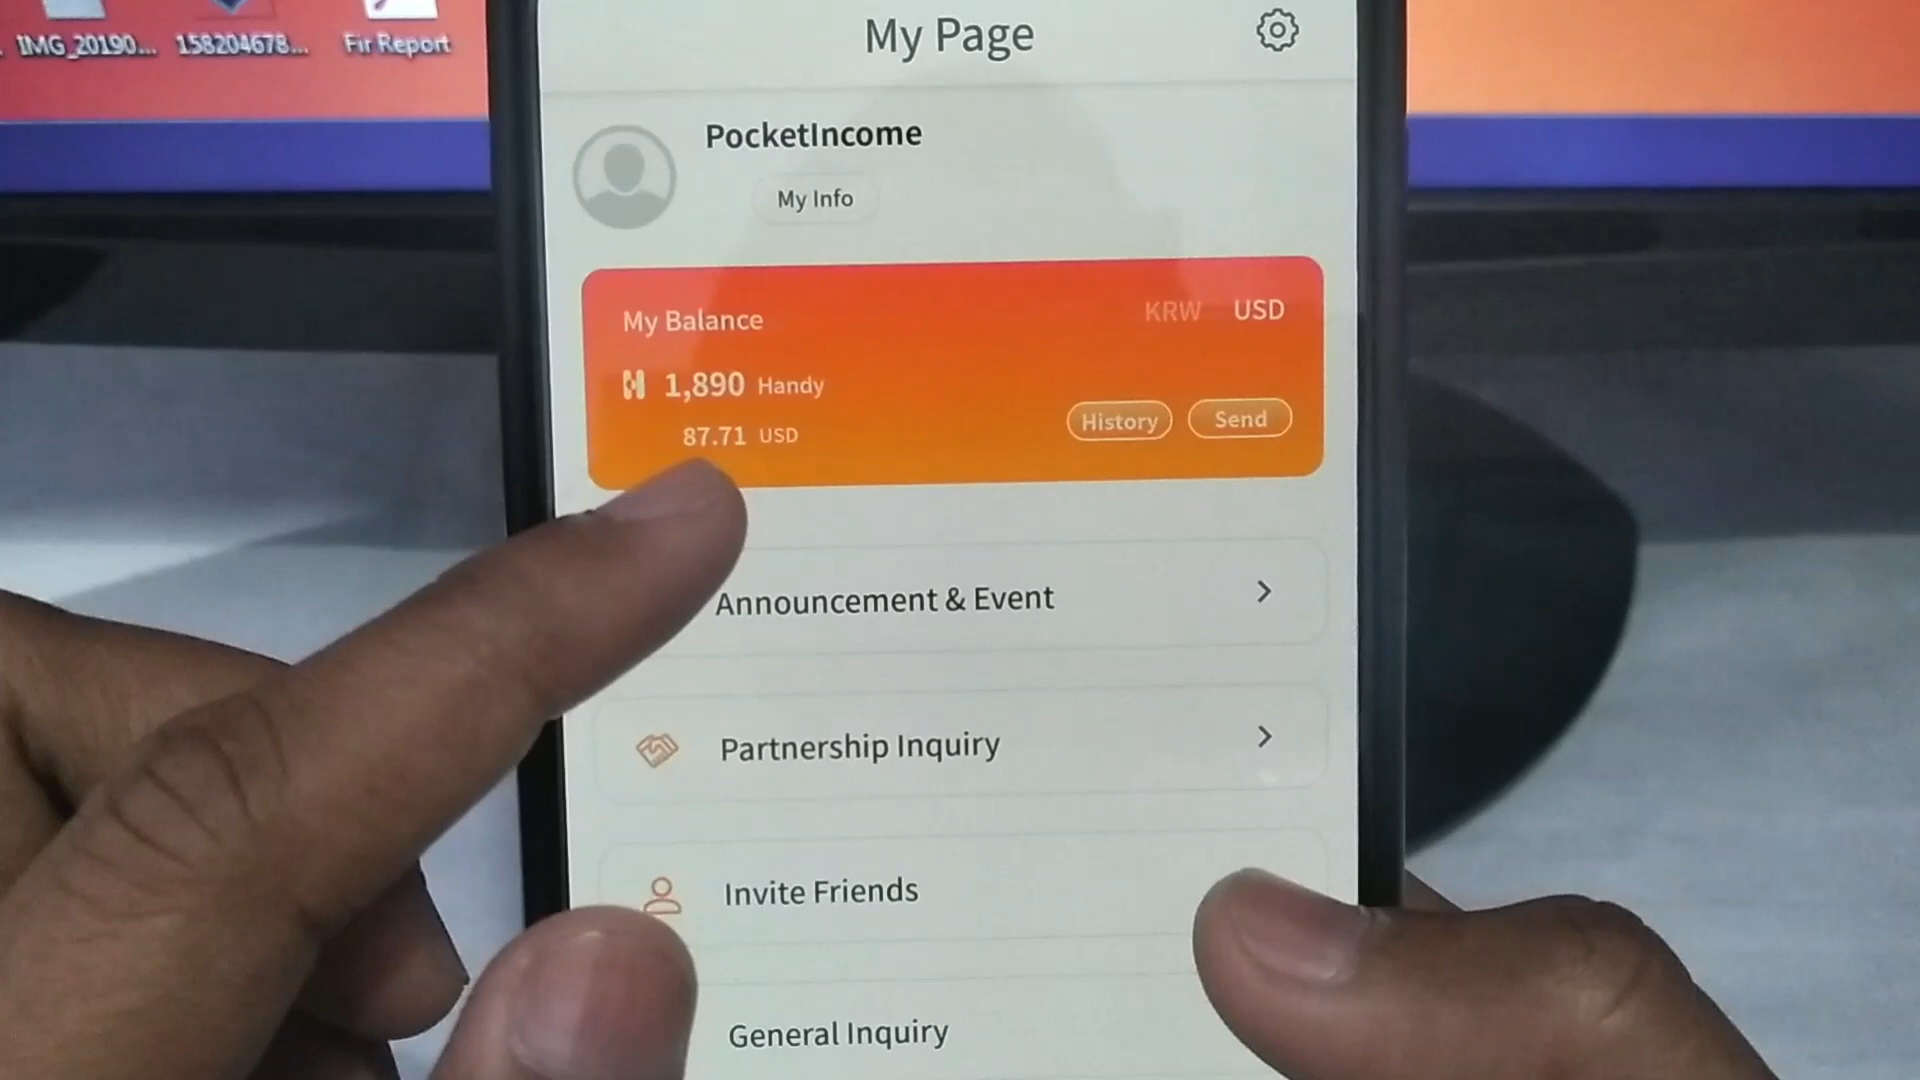 IMG_20190...
158204678...
Fir Report
My Page
PocketIncome
My Info
My Balance
KRW USD
1,890 Handy
87.71 USD
History
Send
Announcement & Event
Partnership Inquiry
Invite Friends
General Inquiry